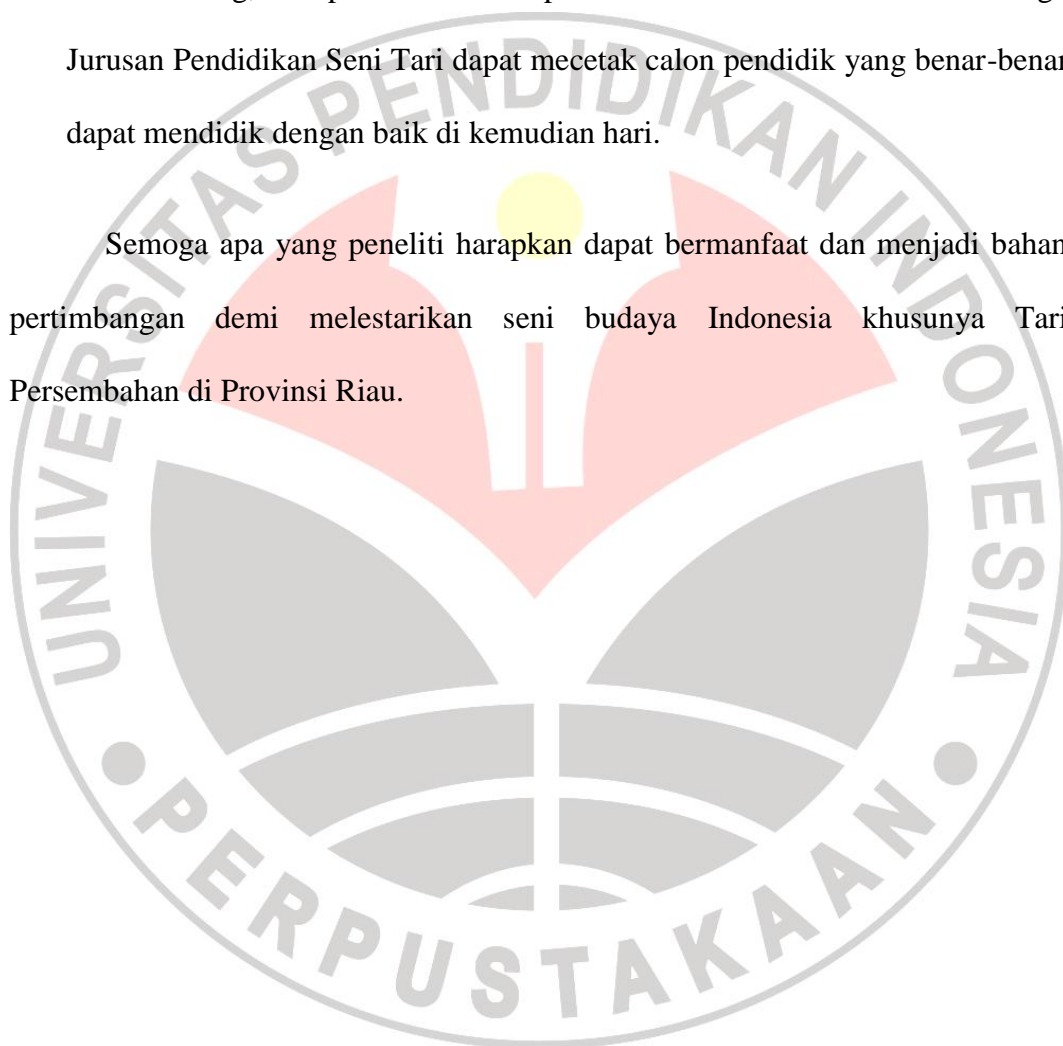 Jurusan Pendidikan Seni Tari dapat mecetak calon pendidik yang benar-benar
dapat mendidik dengan baik di kemudian hari.
Semoga apa yang peneliti harapkan dapat bermanfaat dan menjadi bahan
pertimbangan demi melestarikan seni budaya Indonesia khusunya Tari
Persembahan di Provinsi Riau.
UNIVERSITAS PENDIDIKAN INDONESIA
PERPUSTAKAAN